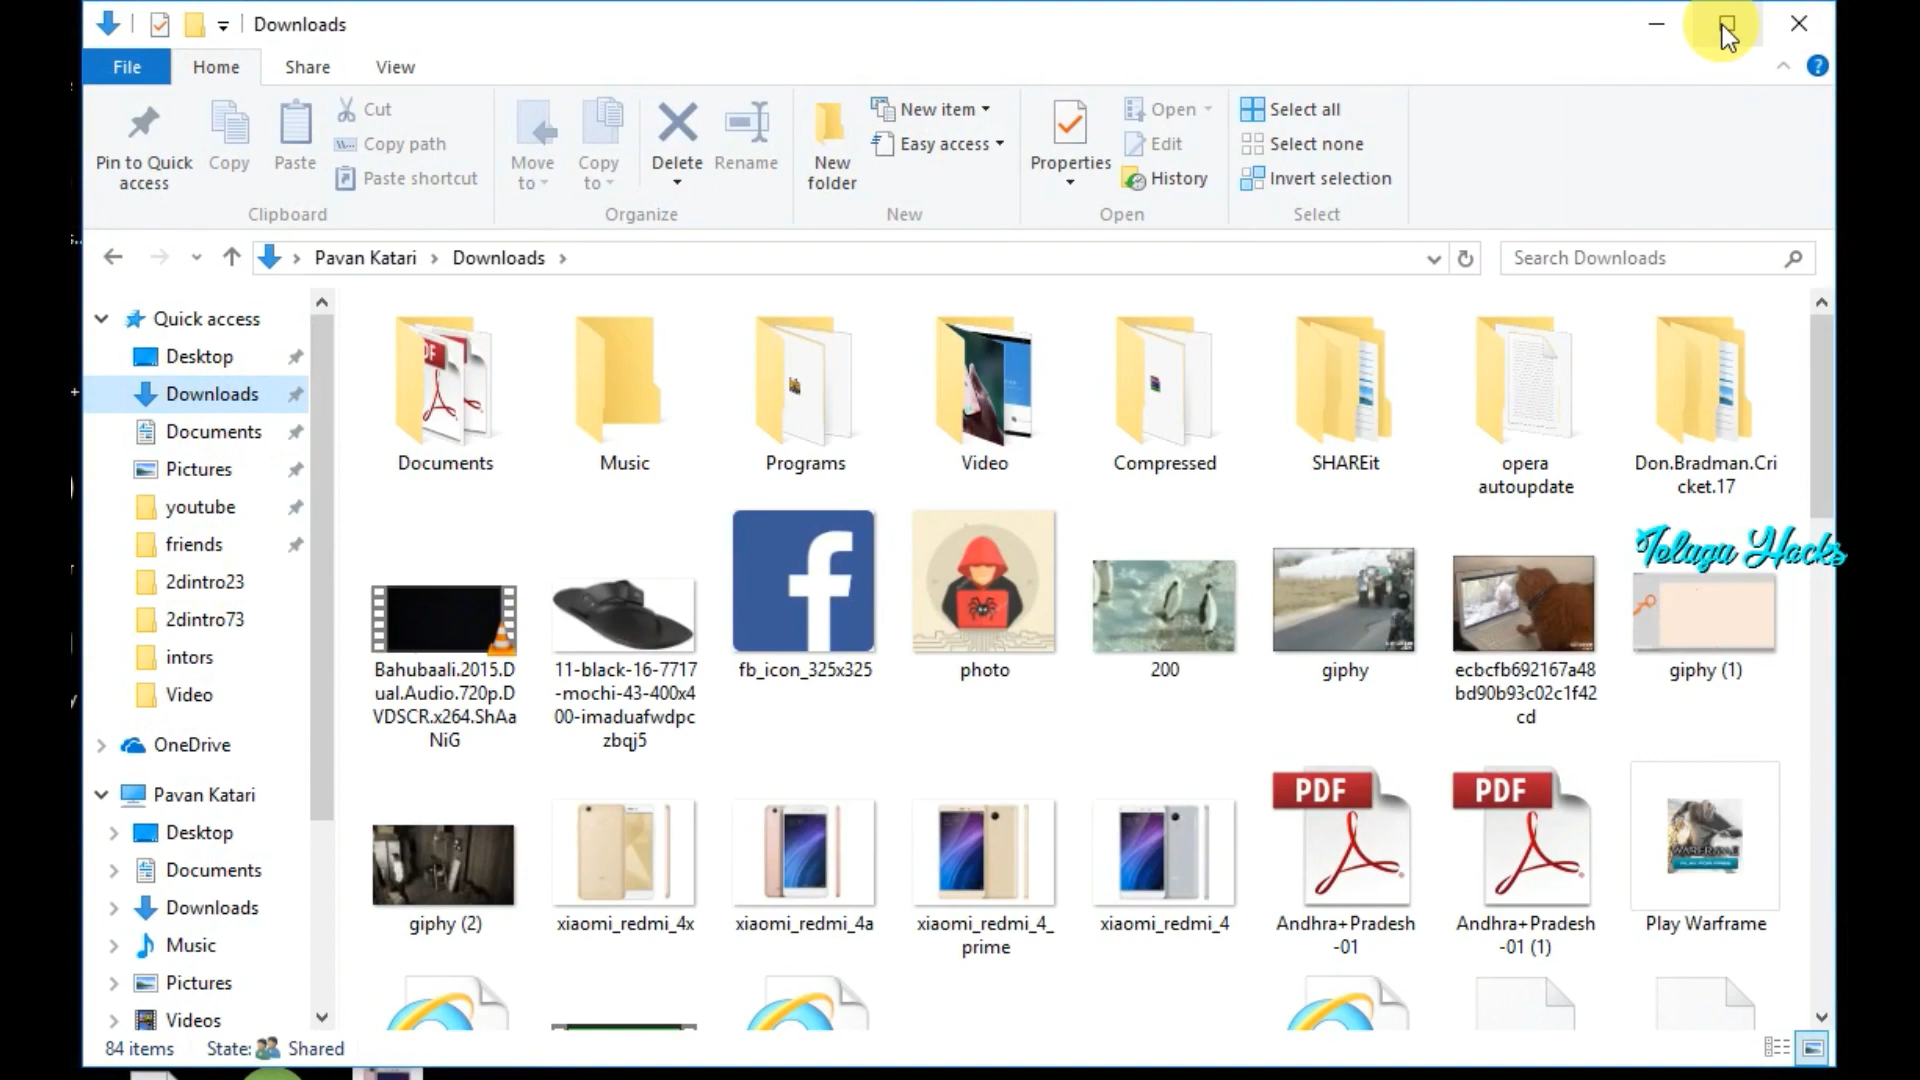 Downloads
File Home Share View
Pin to Quick access
Copy
Paste
Cut
Copy path
Paste shortcut
Clipboard
Move to
Copy to
Delete
Rename
Organize
New folder
New item
Easy access
New
Properties
Open
Edit
History
Open
Select all
Select none
Invert selection
Select
Pavan Katari > Downloads >
Search Downloads
Quick access
Desktop
Downloads
Documents
Pictures
youtube
friends
2dintro23
2dintro73
intors
Video
OneDrive
Pavan Katari
Desktop
Documents
Downloads
Music
Pictures
Videos
Documents
Music
Programs
Video
Compressed
SHAREit
opera
autoupdate
Don.Bradman.Cri
cket.17
Telugu Hacks
Bahubaali.2015.D
ual.Audio.720p.D
VDSCR.x264.ShAa
NiG
11-black-16-7717
-mochi-43-400x4
00-imaduafwdpc
zbqj5
fb_icon_325x325
photo
200
giphy
ecbcfb692167a48
bd90b93c02c1f42
cd
giphy (1)
giphy (2)
xiaomi_redmi_4x
xiaomi_redmi_4a
xiaomi_redmi_4_
prime
xiaomi_redmi_4
PDF
Andhra+Pradesh
-01
PDF
Andhra+Pradesh
-01 (1)
WARFRAME
PLAY FOR FREE
Play Warframe
84 items State: Shared